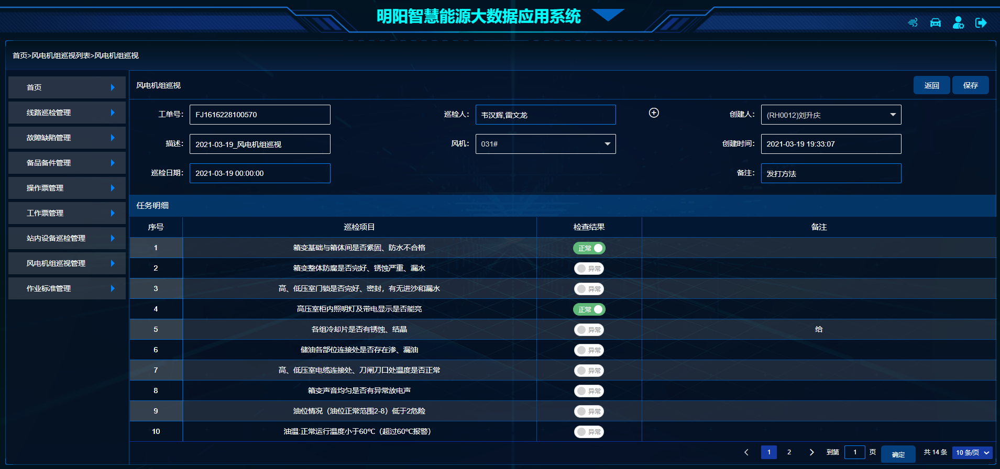 明阳智慧能源大数据应用系统
首页>风电机组巡视列表>风电机组巡视
首页
线路巡检管理
故障缺陷管理
备品备件管理
操作票管理
工作票管理
站内设备巡检管理
风电机组巡视管理
作业标准管理
风电机组巡视 返回 保存
工单号: FJ1616228100570 巡检人: 韦汉辉,雷文龙 创建人: (RH0012)刘升庆
描述: 2021-03-19_风电机组巡视 风机: 031# 创建时间: 2021-03-19 19:33:07
巡检日期: 2021-03-19 00:00:00 备注: 发打方法
任务明细
序号 巡检项目 检查结果 备注
1 箱变基础与箱体间是否紧固、防水不合格 正常
2 箱变整体防腐是否完好、锈蚀严重、漏水 异常
3 高、低压室门锁是否完好、密封，有无进沙和漏水 异常
4 高压室柜内照明灯及带电显示是否能亮 正常
5 各组冷却片是否有锈蚀、结晶 异常 给
6 储油各部位连接处是否存在渗、漏油 异常
7 高、低压室电缆连接处、刀闸刀口处温度是否正常 异常
8 箱变声音均匀是否有异常放电声 异常
9 油位情况（油位正常范围2-8）低于2危险 异常
10 油温:正常运行温度小于60℃（超过60℃报警） 异常
1 2 到第 1 页 确定 共 14 条 10 条/页